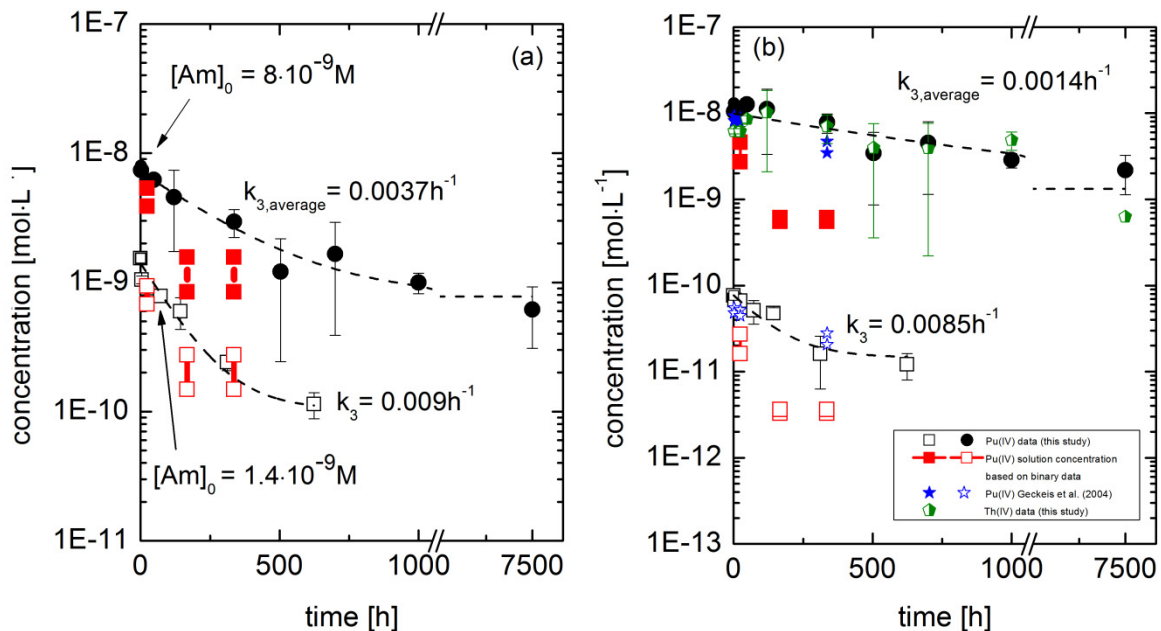 (a)
[Am]₀ = 8·10⁻⁹M
k₃,average = 0.0037h⁻¹
k₃ = 0.009h⁻¹
[Am]₀ = 1.4·10⁻⁹M
1E-7
1E-8
1E-9
1E-10
1E-11
concentration [mol·L
0 500 1000 7500
time [h]
(b)
k₃,average = 0.0014h⁻¹
k₃ = 0.0085h⁻¹
1E-7
1E-8
1E-9
1E-10
1E-11
1E-12
1E-13
concentration [mol·L⁻¹]
0 500 1000 7500
time [h]
Pu(IV) data (this study)
Pu(IV) solution concentration
based on binary data
Pu(IV) Geckeis et al. (2004)
Th(IV) data (this study)